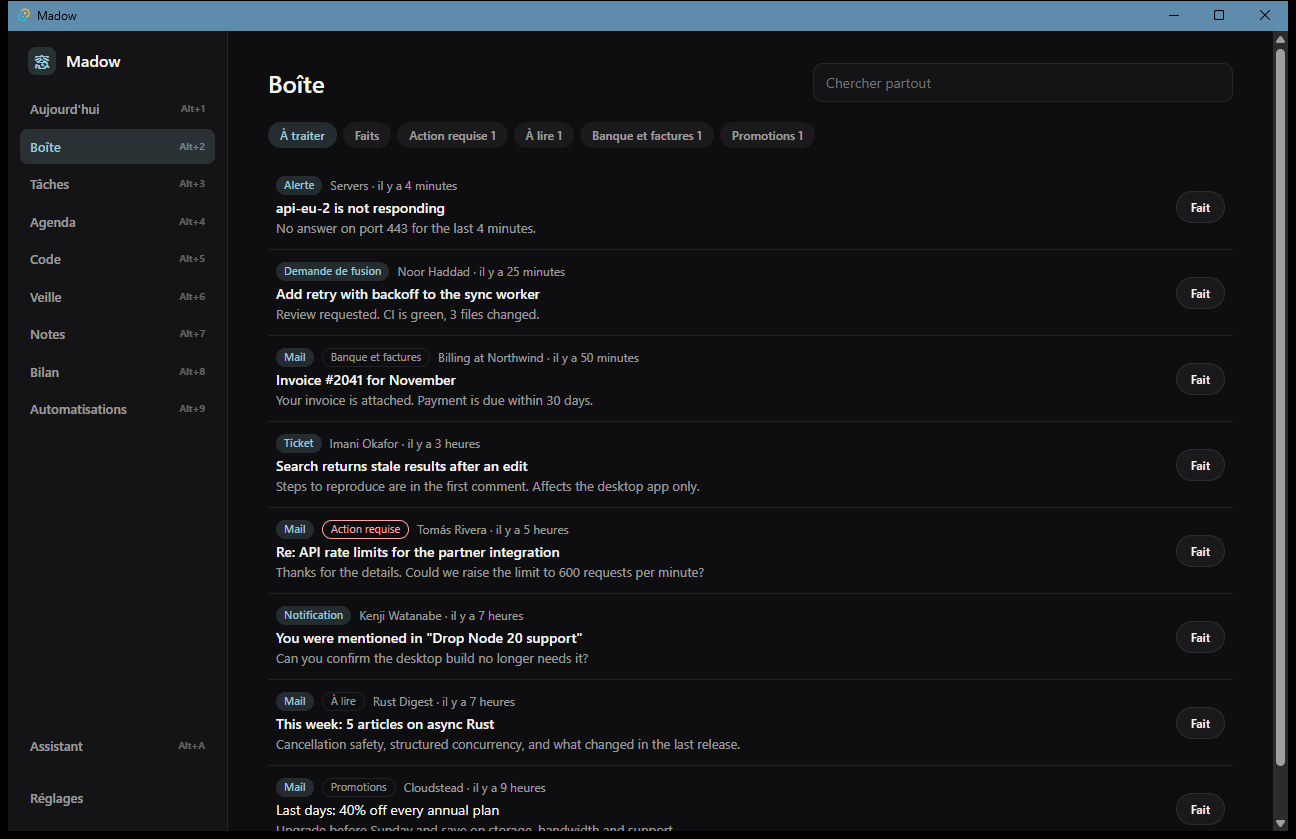 Madow
窓 Madow
Aujourd'hui Alt+1
Boîte Alt+2
Tâches Alt+3
Agenda Alt+4
Code Alt+5
Veille Alt+6
Notes Alt+7
Bilan Alt+8
Automatisations Alt+9
Assistant Alt+A
Réglages
Boîte
Chercher partout
À traiter Faits Action requise 1 À lire 1 Banque et factures 1 Promotions 1
Alerte Servers · il y a 4 minutes
api-eu-2 is not responding
No answer on port 443 for the last 4 minutes.
Fait
Demande de fusion Noor Haddad · il y a 25 minutes
Add retry with backoff to the sync worker
Review requested. CI is green, 3 files changed.
Fait
Mail Banque et factures Billing at Northwind · il y a 50 minutes
Invoice #2041 for November
Your invoice is attached. Payment is due within 30 days.
Fait
Ticket Imani Okafor · il y a 3 heures
Search returns stale results after an edit
Steps to reproduce are in the first comment. Affects the desktop app only.
Fait
Mail Action requise Tomás Rivera · il y a 5 heures
Re: API rate limits for the partner integration
Thanks for the details. Could we raise the limit to 600 requests per minute?
Fait
Notification Kenji Watanabe · il y a 7 heures
You were mentioned in "Drop Node 20 support"
Can you confirm the desktop build no longer needs it?
Fait
Mail À lire Rust Digest · il y a 7 heures
This week: 5 articles on async Rust
Cancellation safety, structured concurrency, and what changed in the last release.
Fait
Mail Promotions Cloudstead · il y a 9 heures
Last days: 40% off every annual plan
Upgrade before Sunday and save on storage, bandwidth and support.
Fait